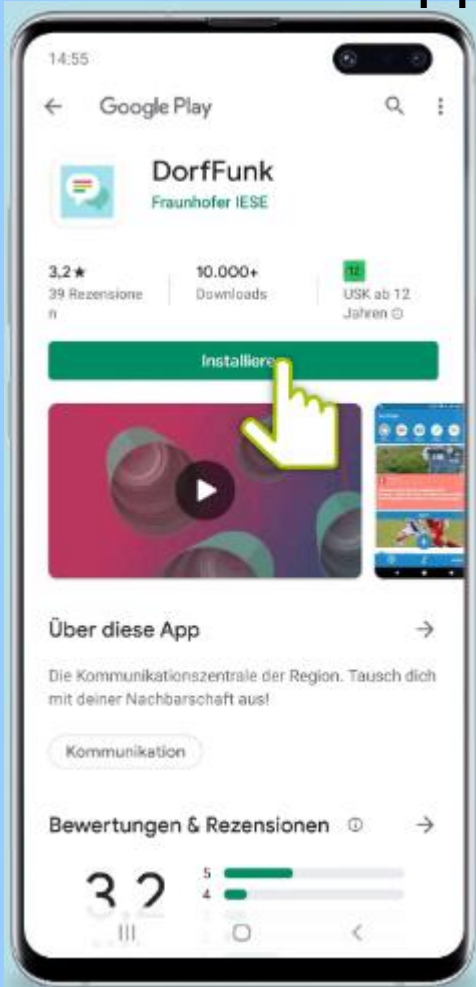 14:55
Google Play
DorfFunk
Fraunhofer IESE
3,2★
39 Rezensione
n
10.000+
Downloads
12
USK ab 12
Jahren
Installiere
Über diese App
Die Kommunikationszentrale der Region. Tausch dich
mit deiner Nachbarschaft aus!
Kommunikation
Bewertungen & Rezensionen
3,2
5
4